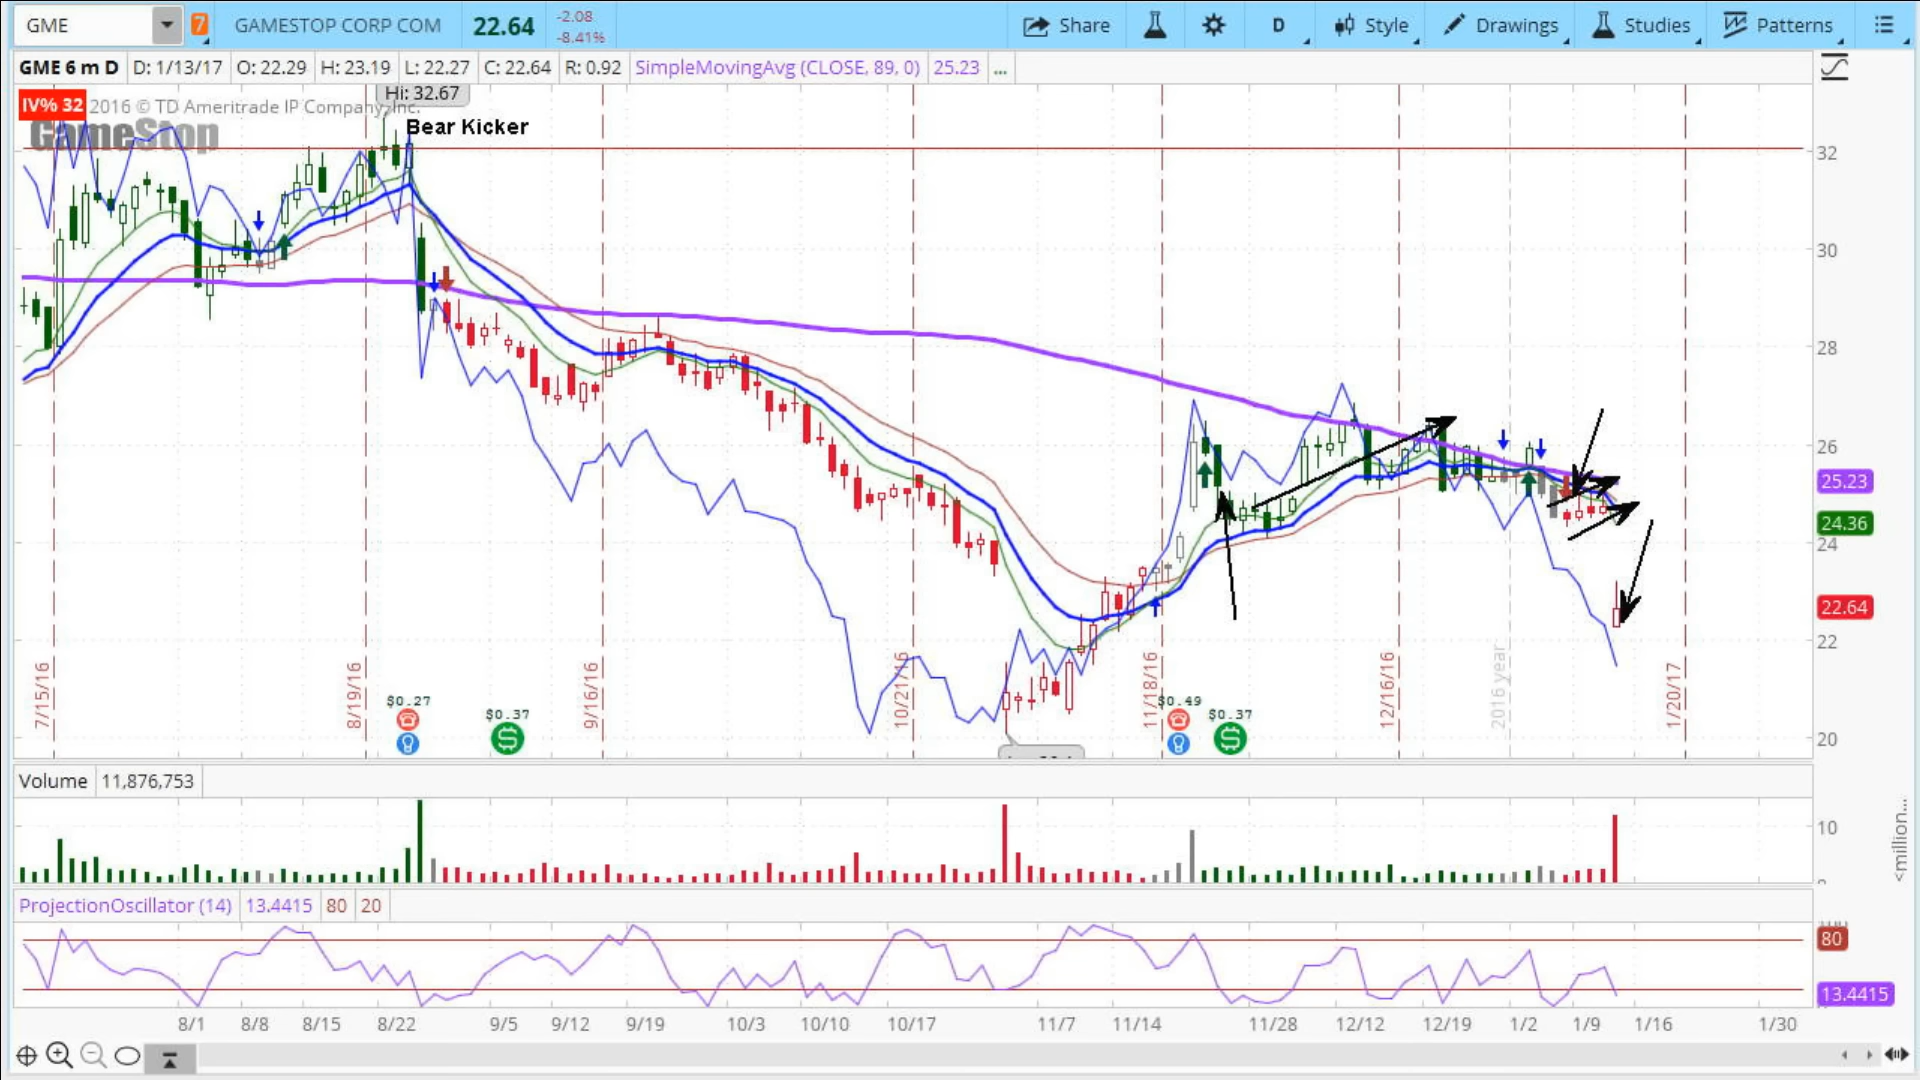 GME 7 GAMESTOP CORP COM 22.64 -2.08 -8.41% Share D Style Drawings Studies Patterns
GME 6 m D D: 1/13/17 O: 22.29 H: 23.19 L: 22.27 C: 22.64 R: 0.92 SimpleMovingAvg (CLOSE, 89, 0) 25.23 ...
Hi: 32.67
IV% 32 2016 © TD Ameritrade IP Company, Inc.
GameStop
Bear Kicker
32
30
28
26
25.23
24.36
24
22.64
22
20
7/15/16 8/19/16 9/16/16 10/21/16 11/18/16 12/16/16 2016 year 1/20/17
$0.27 $0.37 $0.49 $0.37
Volume 11,876,753
10
<million...
ProjectionOscillator (14) 13.4415 80 20
80
13.4415
8/1 8/8 8/15 8/22 9/5 9/12 9/19 10/3 10/10 10/17 11/7 11/14 11/28 12/12 12/19 1/2 1/9 1/16 1/30